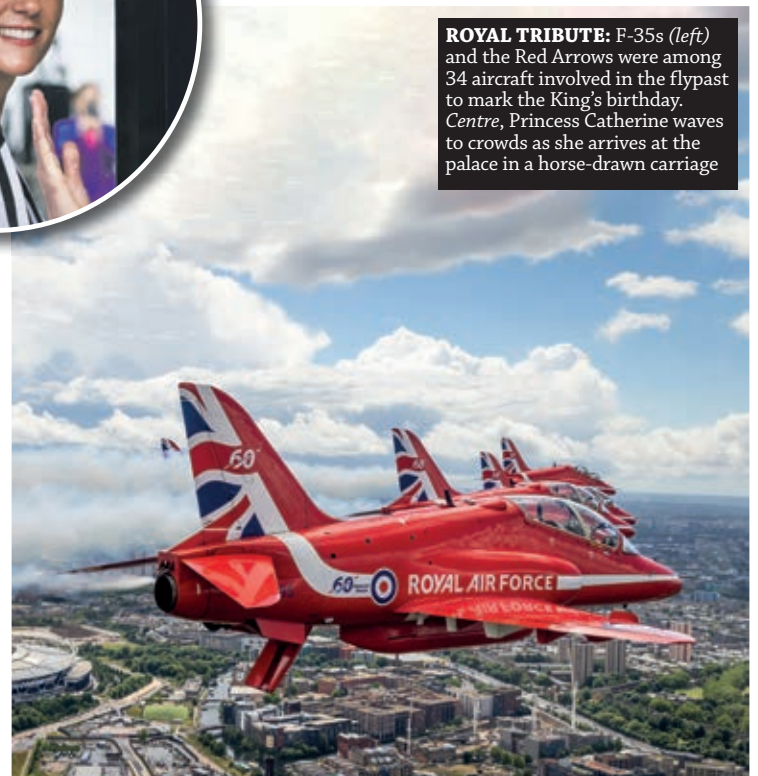 ROYAL TRIBUTE: F-35s (left)
and the Red Arrows were among
34 aircraft involved in the flypast
to mark the King’s birthday.
Centre, Princess Catherine waves
to crowds as she arrives at the
palace in a horse-drawn carriage
60
60
60
ROYAL AIR FORCE